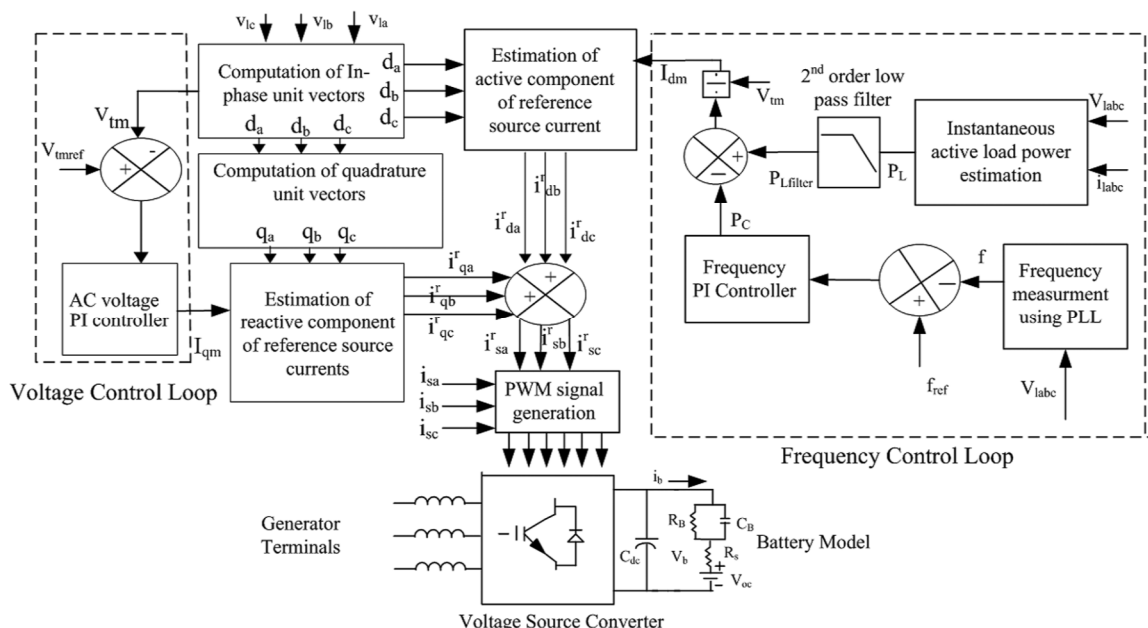 v_lc v_lb v_la
Computation of In-
phase unit vectors
d_a
d_b
d_c
d_a d_b d_c
V_tm
V_tmref
-
+
Computation of quadrature
unit vectors
q_a q_b q_c
AC voltage
PI controller
I_qm
Voltage Control Loop
Estimation of
reactive component
of reference source
currents
i^r_qa
i^r_qb
i^r_qc
Estimation of
active component
of reference
source current
i^r_da
i^r_db
i^r_dc
+
+
+
i^r_sa
i^r_sb
i^r_sc
i_sa
i_sb
i_sc
PWM signal
generation
I_dm
÷
V_tm
2^nd order low
pass filter
+
−
P_Lfilter
P_L
Instantaneous
active load power
estimation
V_labc
i_labc
P_C
Frequency
PI Controller
+
−
f
f_ref
Frequency
measurment
using PLL
V_labc
Frequency Control Loop
Generator
Terminals
Voltage Source Converter
i_b
C_dc
V_b
R_B
C_B
R_s
+
-
V_oc
Battery Model